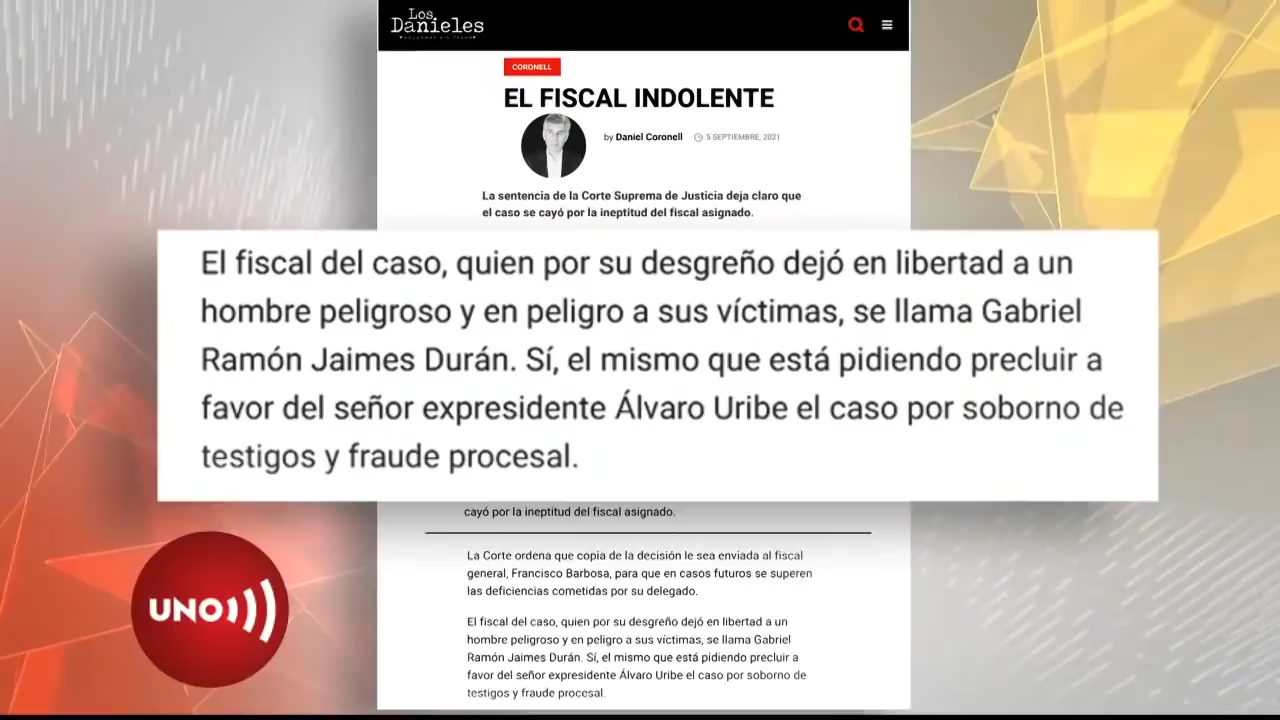 Los
Danieles
CORONELL
EL FISCAL INDOLENTE
by Daniel Coronell 5 SEPTIEMBRE, 2021
La sentencia de la Corte Suprema de Justicia deja claro que
el caso se cayó por la ineptitud del fiscal asignado.
El fiscal del caso, quien por su desgreño dejó en libertad a un
hombre peligroso y en peligro a sus víctimas, se llama Gabriel
Ramón Jaimes Durán. Sí, el mismo que está pidiendo precluir a
favor del señor expresidente Álvaro Uribe el caso por soborno de
testigos y fraude procesal.
cayó por la ineptitud del fiscal asignado.
La Corte ordena que copia de la decisión le sea enviada al fiscal
general, Francisco Barbosa, para que en casos futuros se superen
las deficiencias cometidas por su delegado.
El fiscal del caso, quien por su desgreño dejó en libertad a un
hombre peligroso y en peligro a sus víctimas, se llama Gabriel
Ramón Jaimes Durán. Sí, el mismo que está pidiendo precluir a
favor del señor expresidente Álvaro Uribe el caso por soborno de
testigos y fraude procesal.
UNO